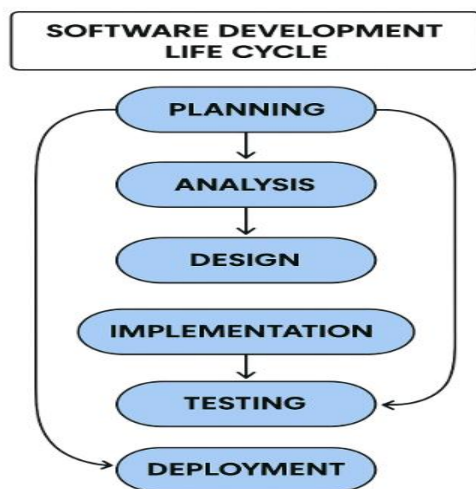 SOFTWARE DEVELOPMENT
LIFE CYCLE
PLANNING
ANALYSIS
DESIGN
IMPLEMENTATION
TESTING
DEPLOYMENT